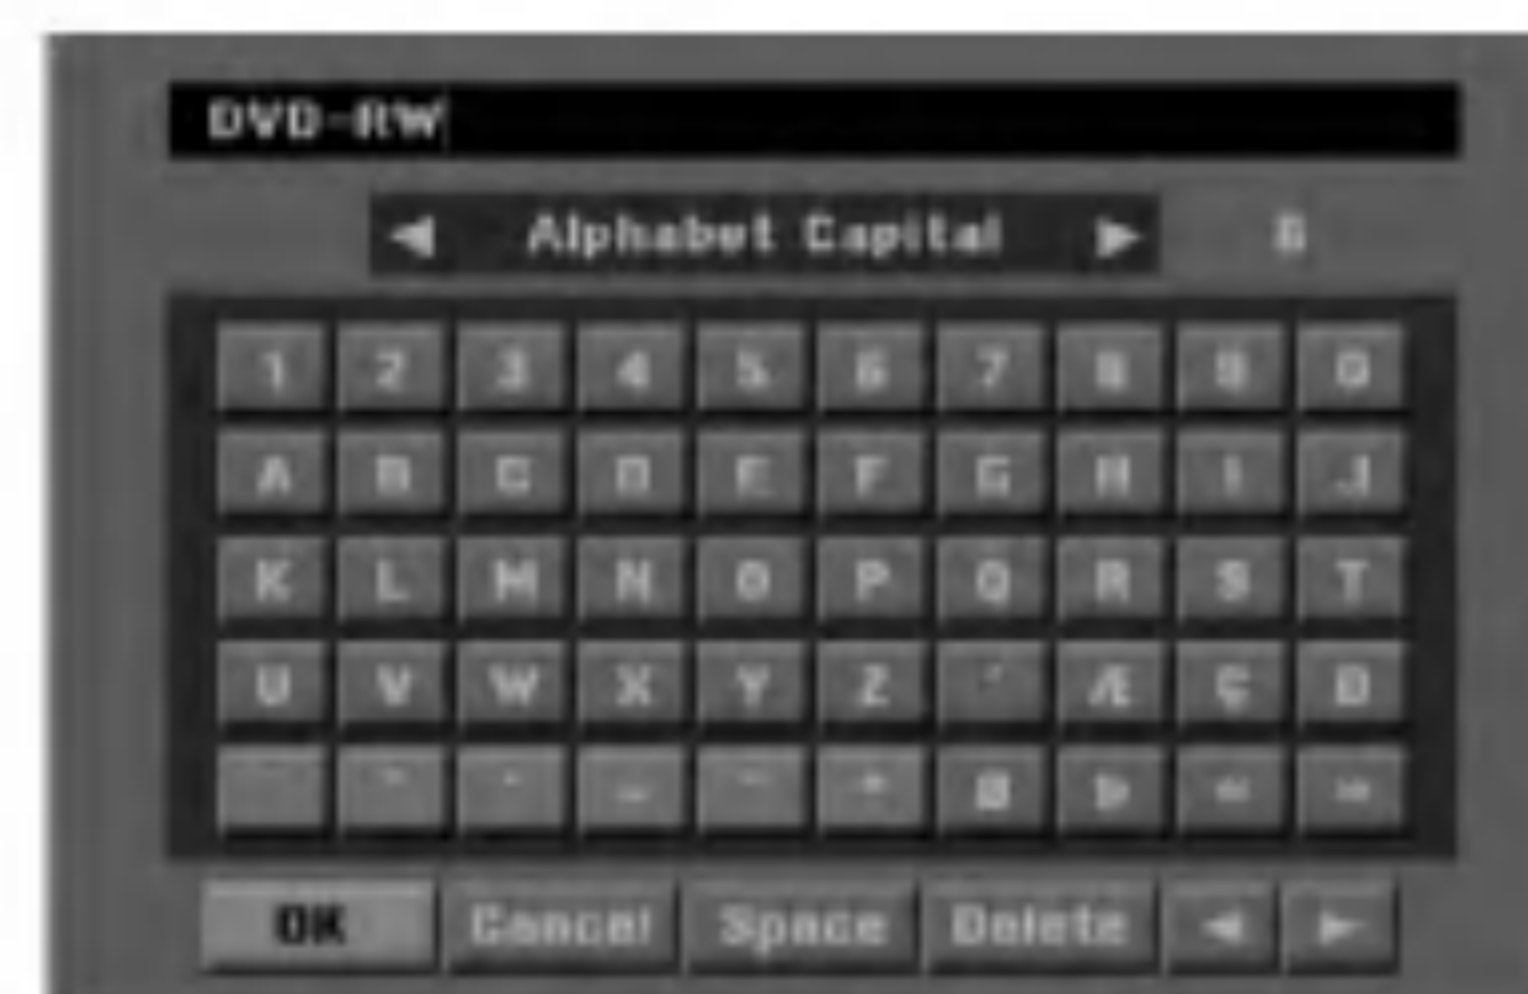 DVD-RW
◀ Alphabet Capital ▶ 6
1 2 3 4 5 6 7 8 9 0
A B C D E F G H I J
K L M N O P Q R S T
U V W X Y Z ´ Æ Ç Ð
Ø Þ « »
OK Cancel Space Delete ◀ ▶